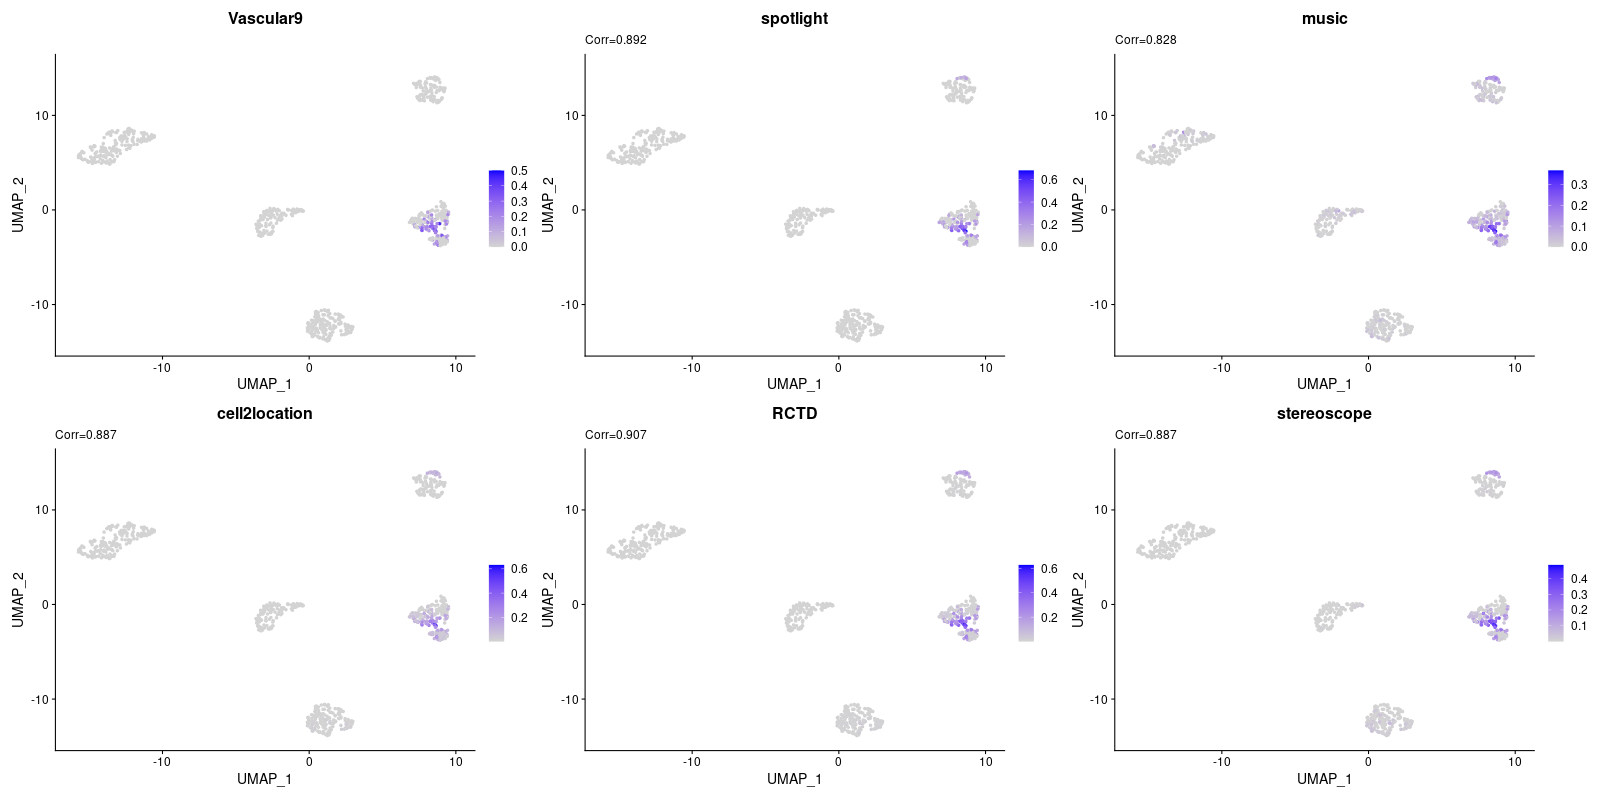 Vascular9
10
0
-10
-10
0
10
UMAP_1
UMAP_2
0.5
0.4
0.3
0.2
0.1
0.0
spotlight
Corr=0.892
10
0
-10
-10
0
10
UMAP_1
UMAP_2
0.6
0.4
0.2
0.0
music
Corr=0.828
10
0
-10
-10
0
10
UMAP_1
UMAP_2
0.3
0.2
0.1
0.0
cell2location
Corr=0.887
10
0
-10
-10
0
10
UMAP_1
UMAP_2
0.6
0.4
0.2
RCTD
Corr=0.907
10
0
-10
-10
0
10
UMAP_1
UMAP_2
0.6
0.4
0.2
stereoscope
Corr=0.887
10
0
-10
-10
0
10
UMAP_1
UMAP_2
0.4
0.3
0.2
0.1